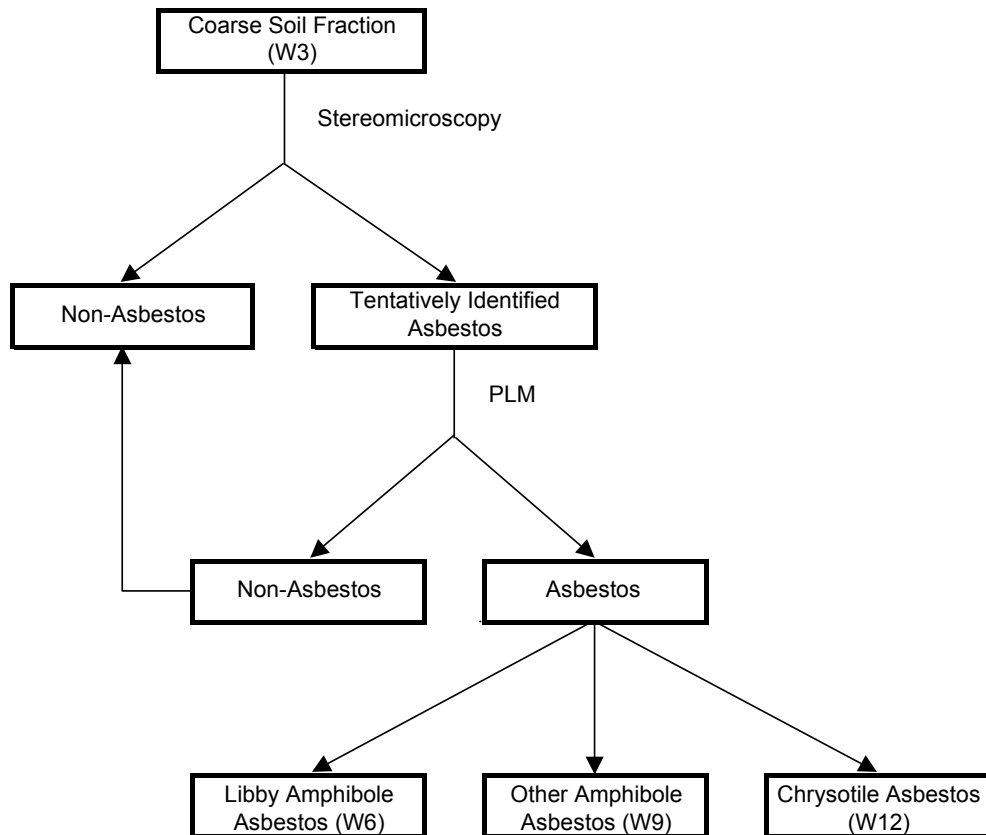 Coarse Soil Fraction
(W3)
Stereomicroscopy
Non-Asbestos
Tentatively Identified
Asbestos
PLM
Non-Asbestos
Asbestos
Libby Amphibole
Asbestos (W6)
Other Amphibole
Asbestos (W9)
Chrysotile Asbestos
(W12)